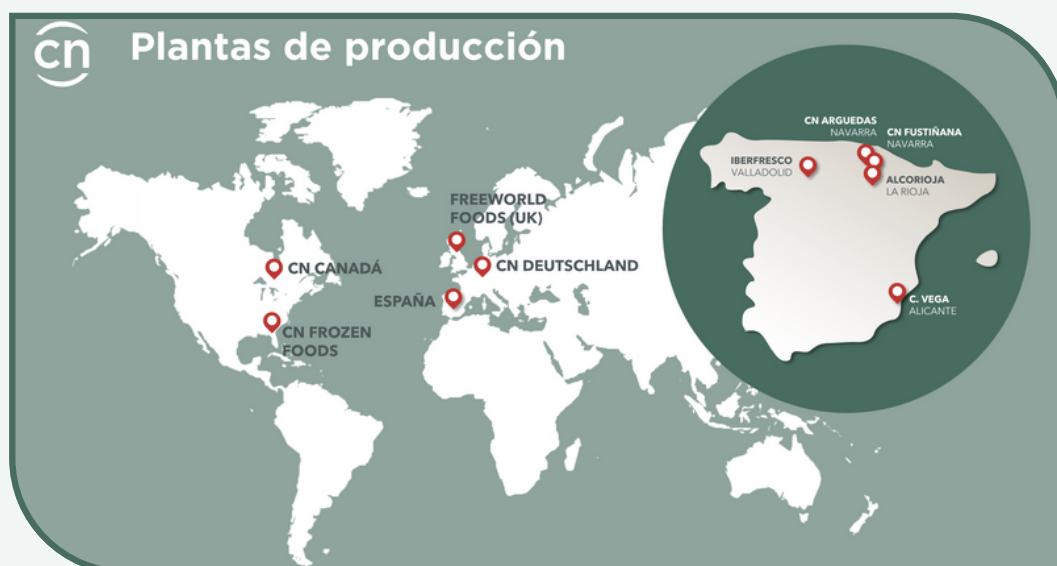 cn
Plantas de producción
CN ARGUEDAS
NAVARRA
CN FUSTIÑANA
NAVARRA
IBERFRESCO
VALLADOLID
ALCORIOJA
LA RIOJA
FREEWORLD
FOODS (UK)
CN CANADÁ
CN DEUTSCHLAND
ESPAÑA
C. VEGA
ALICANTE
CN FROZEN
FOODS